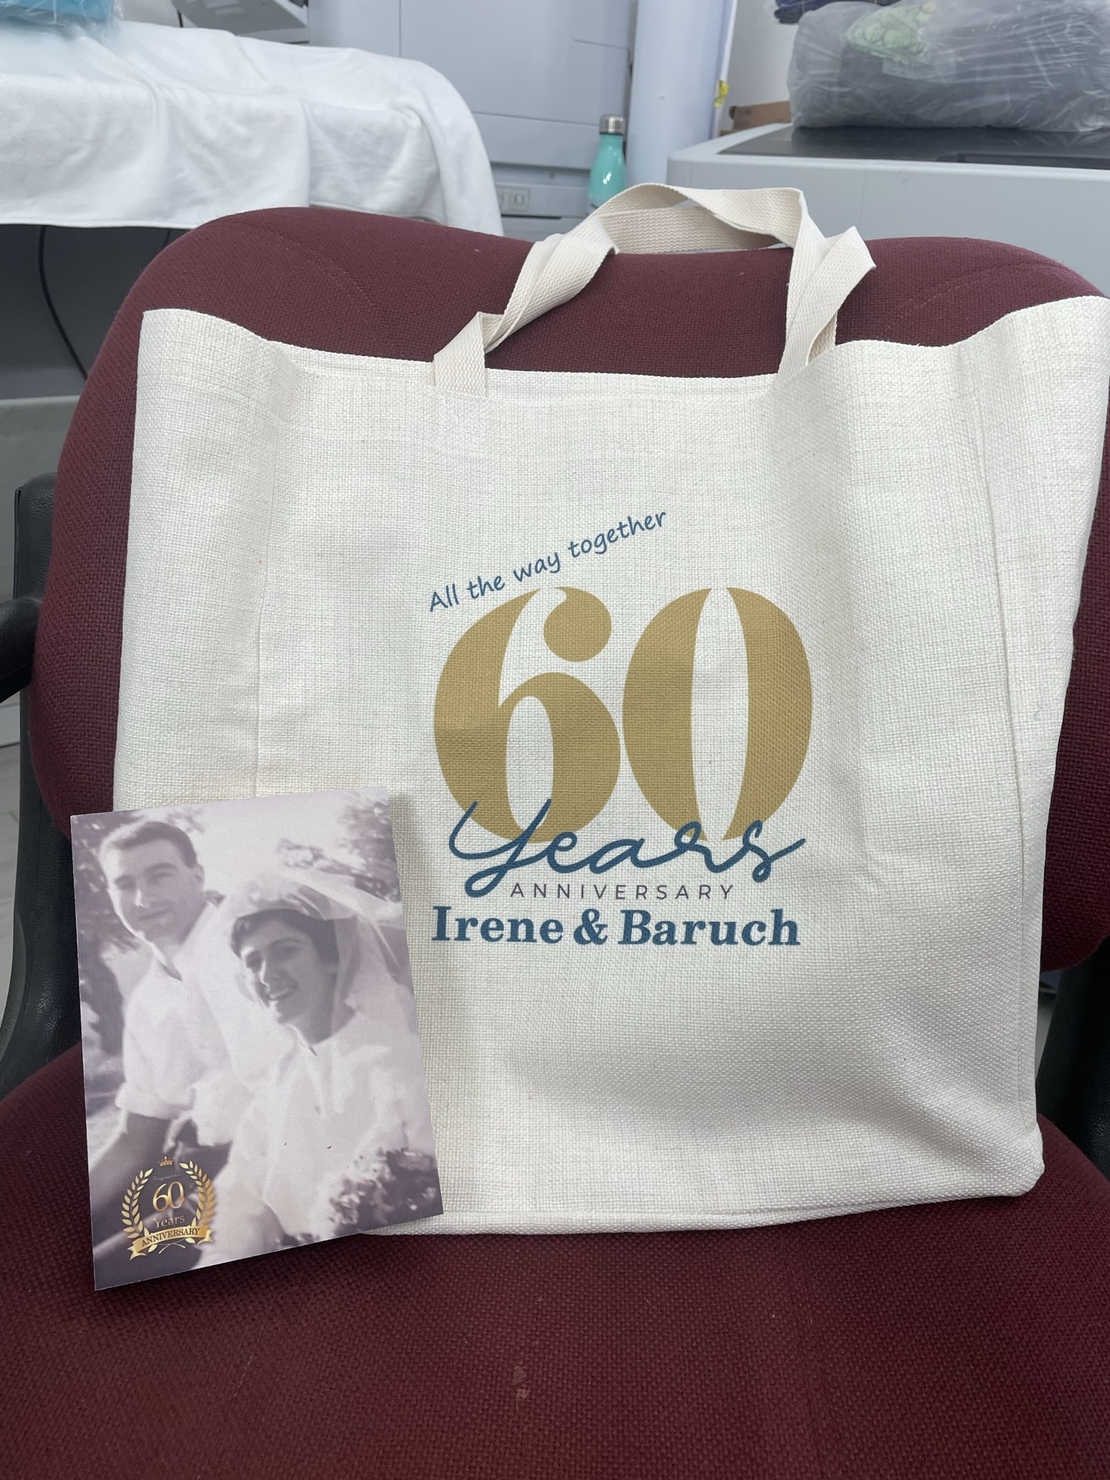 All the way together
60
Years
ANNIVERSARY
Irene & Baruch
60
Years
ANNIVERSARY